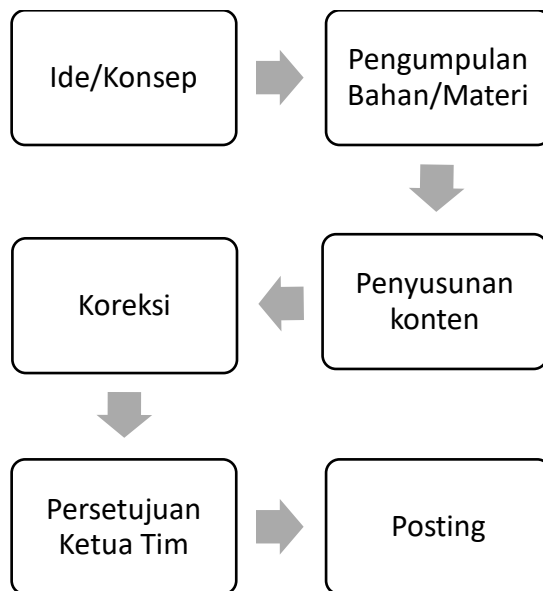 Ide/Konsep
Pengumpulan
Bahan/Materi
Penyusunan
konten
Koreksi
Persetujuan
Ketua Tim
Posting